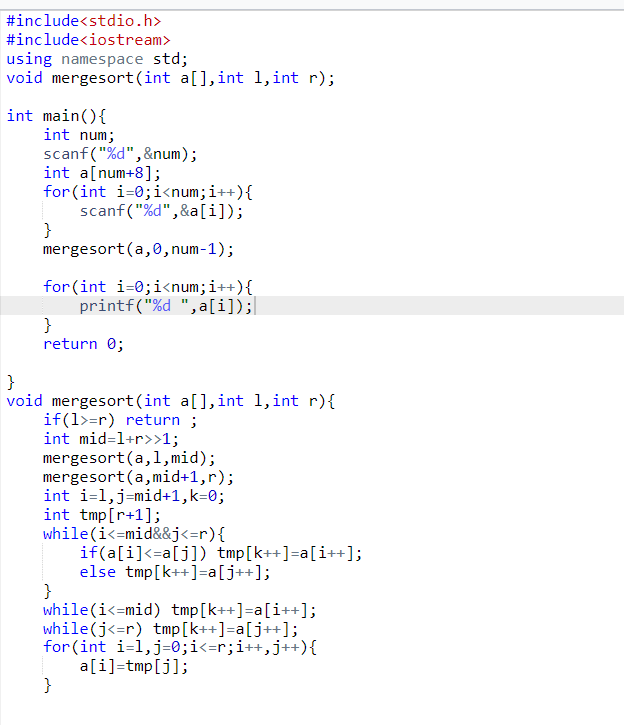 #include<stdio.h>
#include<iostream>
using namespace std;
void mergesort(int a[],int l,int r);
int main(){
    int num;
    scanf("%d",&num);
    int a[num+8];
    for(int i=0;i<num;i++){
        scanf("%d",&a[i]);
    }
    mergesort(a,0,num-1);
    for(int i=0;i<num;i++){
        printf("%d ",a[i]);
    }
    return 0;
}
void mergesort(int a[],int l,int r){
    if(l>=r) return ;
    int mid=l+r>>1;
    mergesort(a,l,mid);
    mergesort(a,mid+1,r);
    int i=l,j=mid+1,k=0;
    int tmp[r+1];
    while(i<=mid&&j<=r){
        if(a[i]<=a[j]) tmp[k++]=a[i++];
        else tmp[k++]=a[j++];
    }
    while(i<=mid) tmp[k++]=a[i++];
    while(j<=r) tmp[k++]=a[j++];
    for(int i=l,j=0;i<=r;i++,j++){
        a[i]=tmp[j];
    }